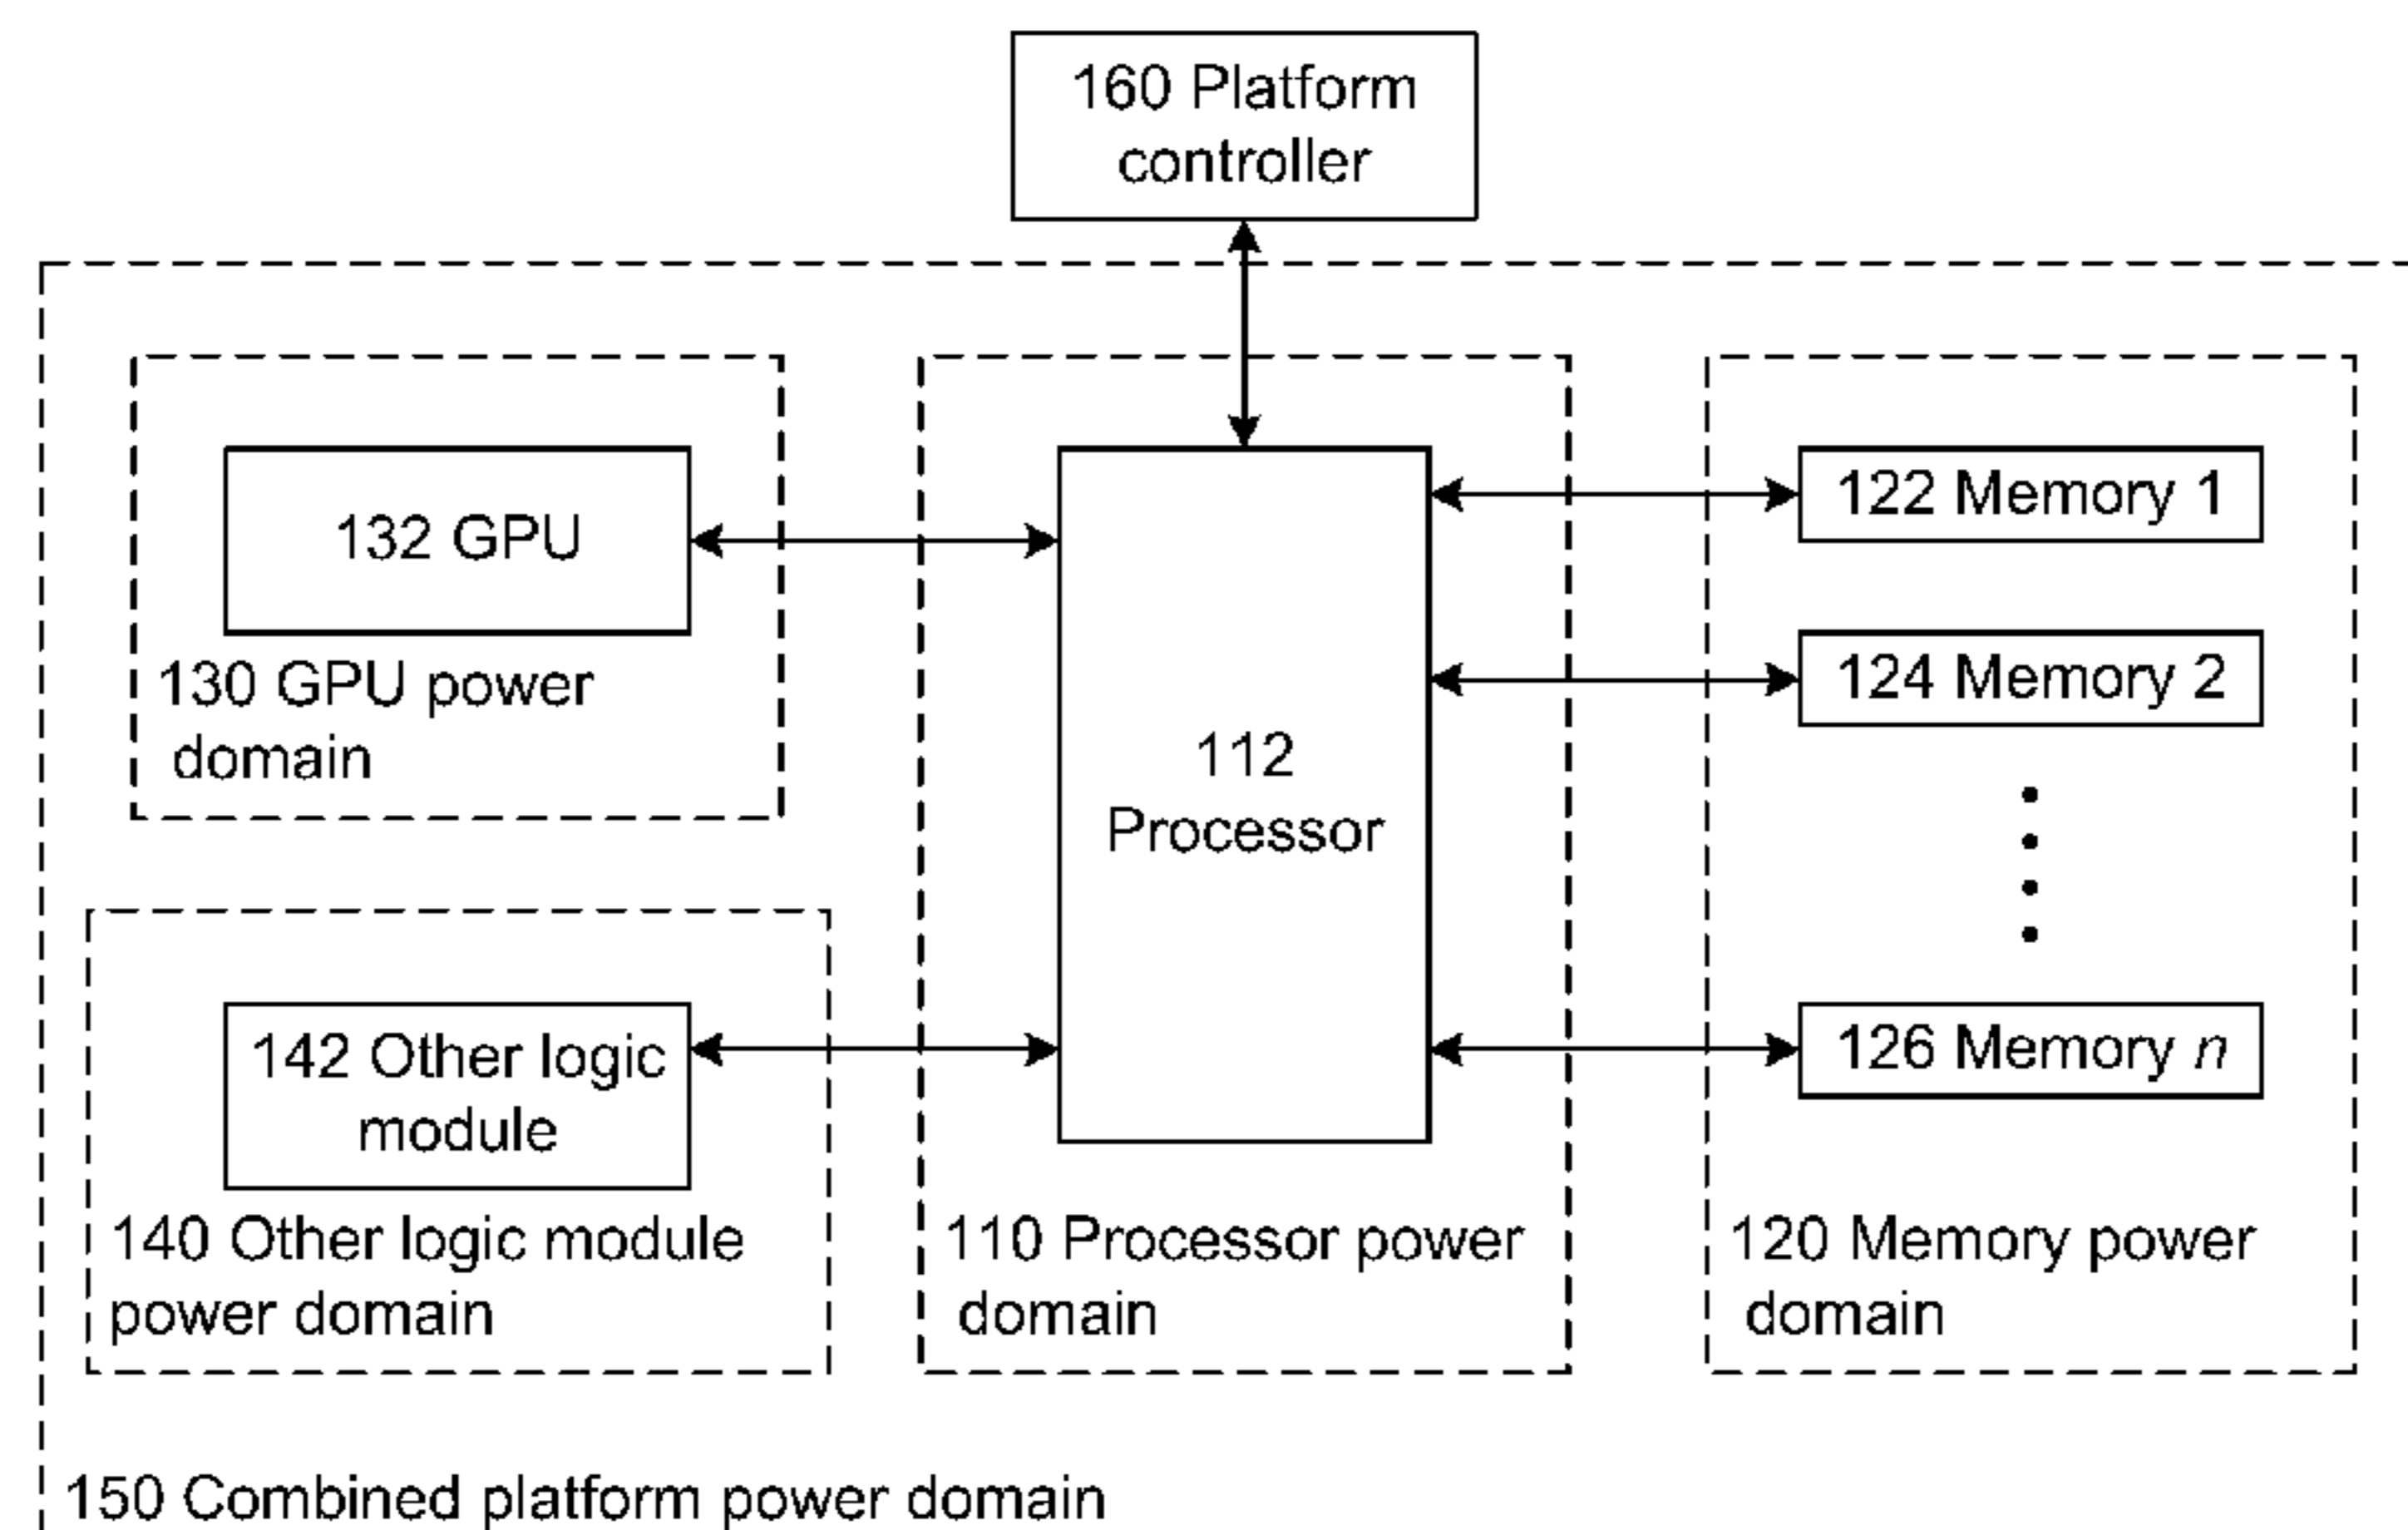 160 Platform
controller
132 GPU
130 GPU power
domain
142 Other logic
module
140 Other logic module
power domain
112
Processor
110 Processor power
domain
122 Memory 1
124 Memory 2
126 Memory n
120 Memory power
domain
150 Combined platform power domain